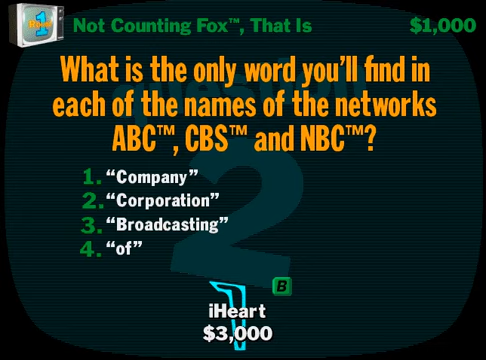 Not Counting Fox™, That Is $1,000
What is the only word you'll find in
each of the names of the networks
ABC™, CBS™ and NBC™?
1. "Company"
2. "Corporation"
3. "Broadcasting"
4. "of"
B
iHeart
$3,000